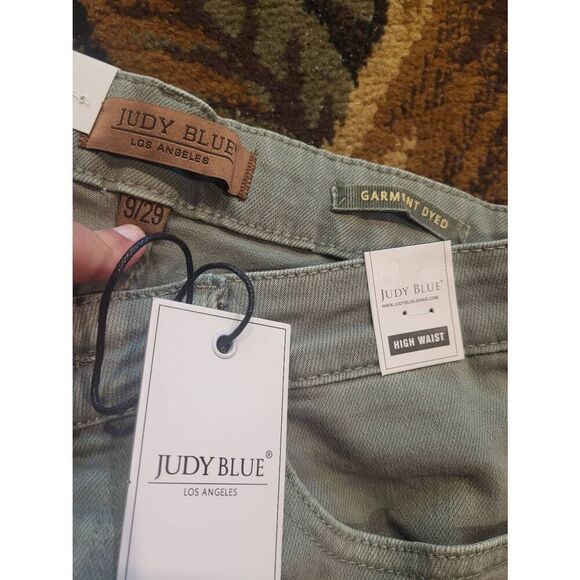 JUDY BLUE
LOS ANGELES
9/29
GARMENT DYED
JUDY BLUE®
WWW.JUDYBLUEJEANS.COM
HIGH WAIST
JUDY BLUE®
LOS ANGELES